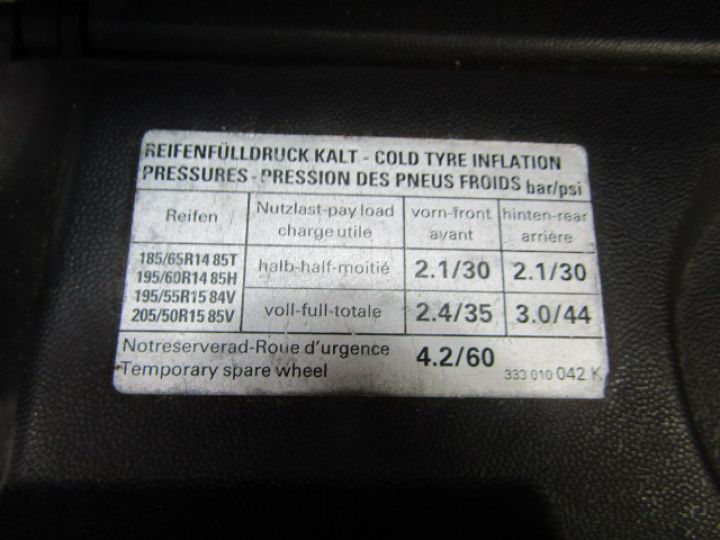 REIFENFÜLLDRUCK KALT - COLD TYRE INFLATION
PRESSURES - PRESSION DES PNEUS FROIDS bar/psi
Reifen Nutzlast-pay load vorn-front hinten-rear
charge utile avant arrière
185/65R14 85T
195/60R14 85H halb-half-moitié 2.1/30 2.1/30
195/55R15 84V
205/50R15 85V voll-full-totale 2.4/35 3.0/44
Notreserverad-Roue d'urgence 4.2/60
Temporary spare wheel 333 010 042 K